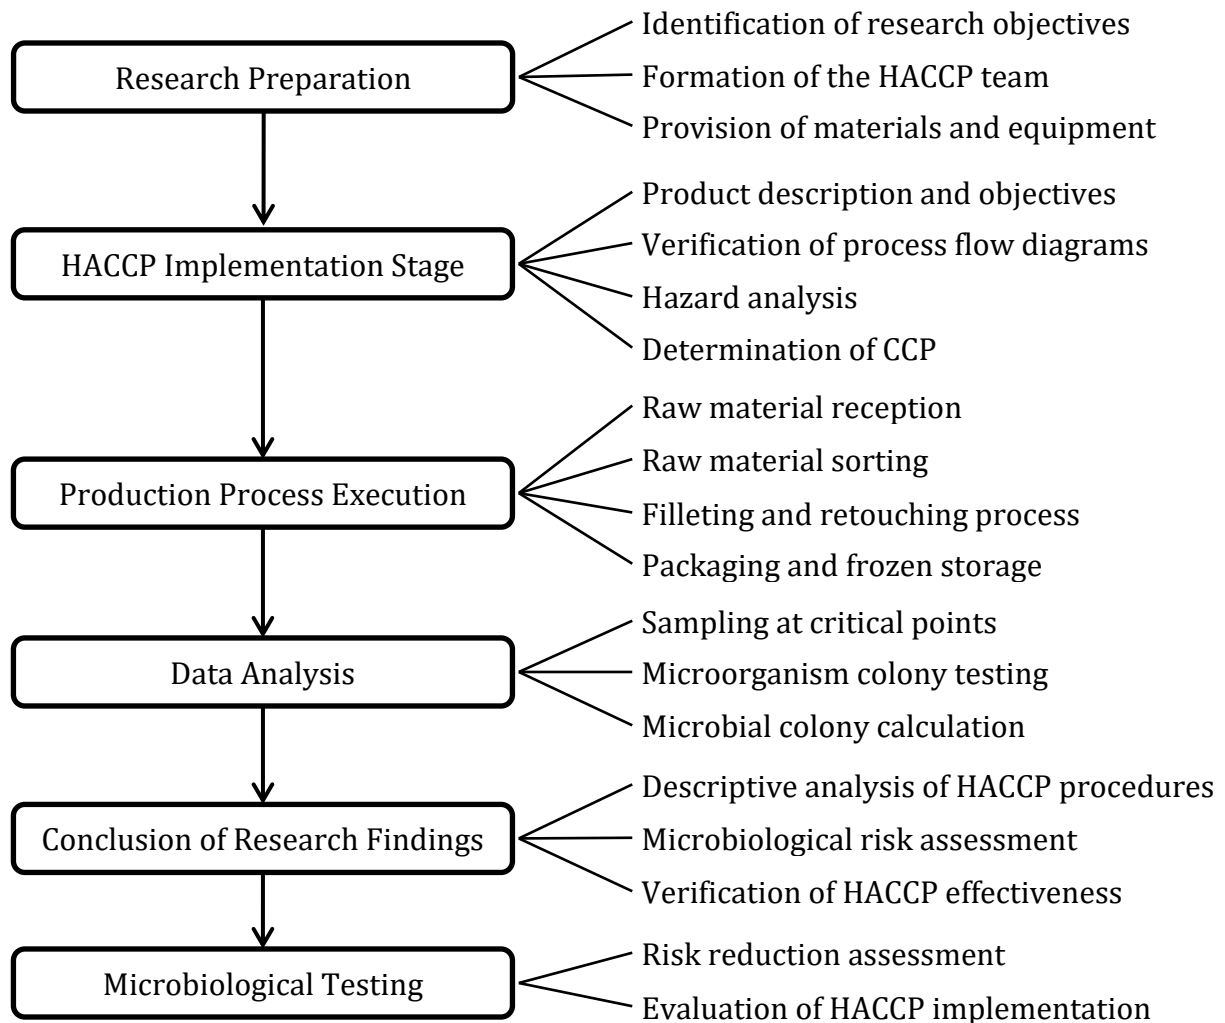 Research Preparation
Identification of research objectives
Formation of the HACCP team
Provision of materials and equipment
HACCP Implementation Stage
Product description and objectives
Verification of process flow diagrams
Hazard analysis
Determination of CCP
Production Process Execution
Raw material reception
Raw material sorting
Filleting and retouching process
Packaging and frozen storage
Data Analysis
Sampling at critical points
Microorganism colony testing
Microbial colony calculation
Conclusion of Research Findings
Descriptive analysis of HACCP procedures
Microbiological risk assessment
Verification of HACCP effectiveness
Microbiological Testing
Risk reduction assessment
Evaluation of HACCP implementation